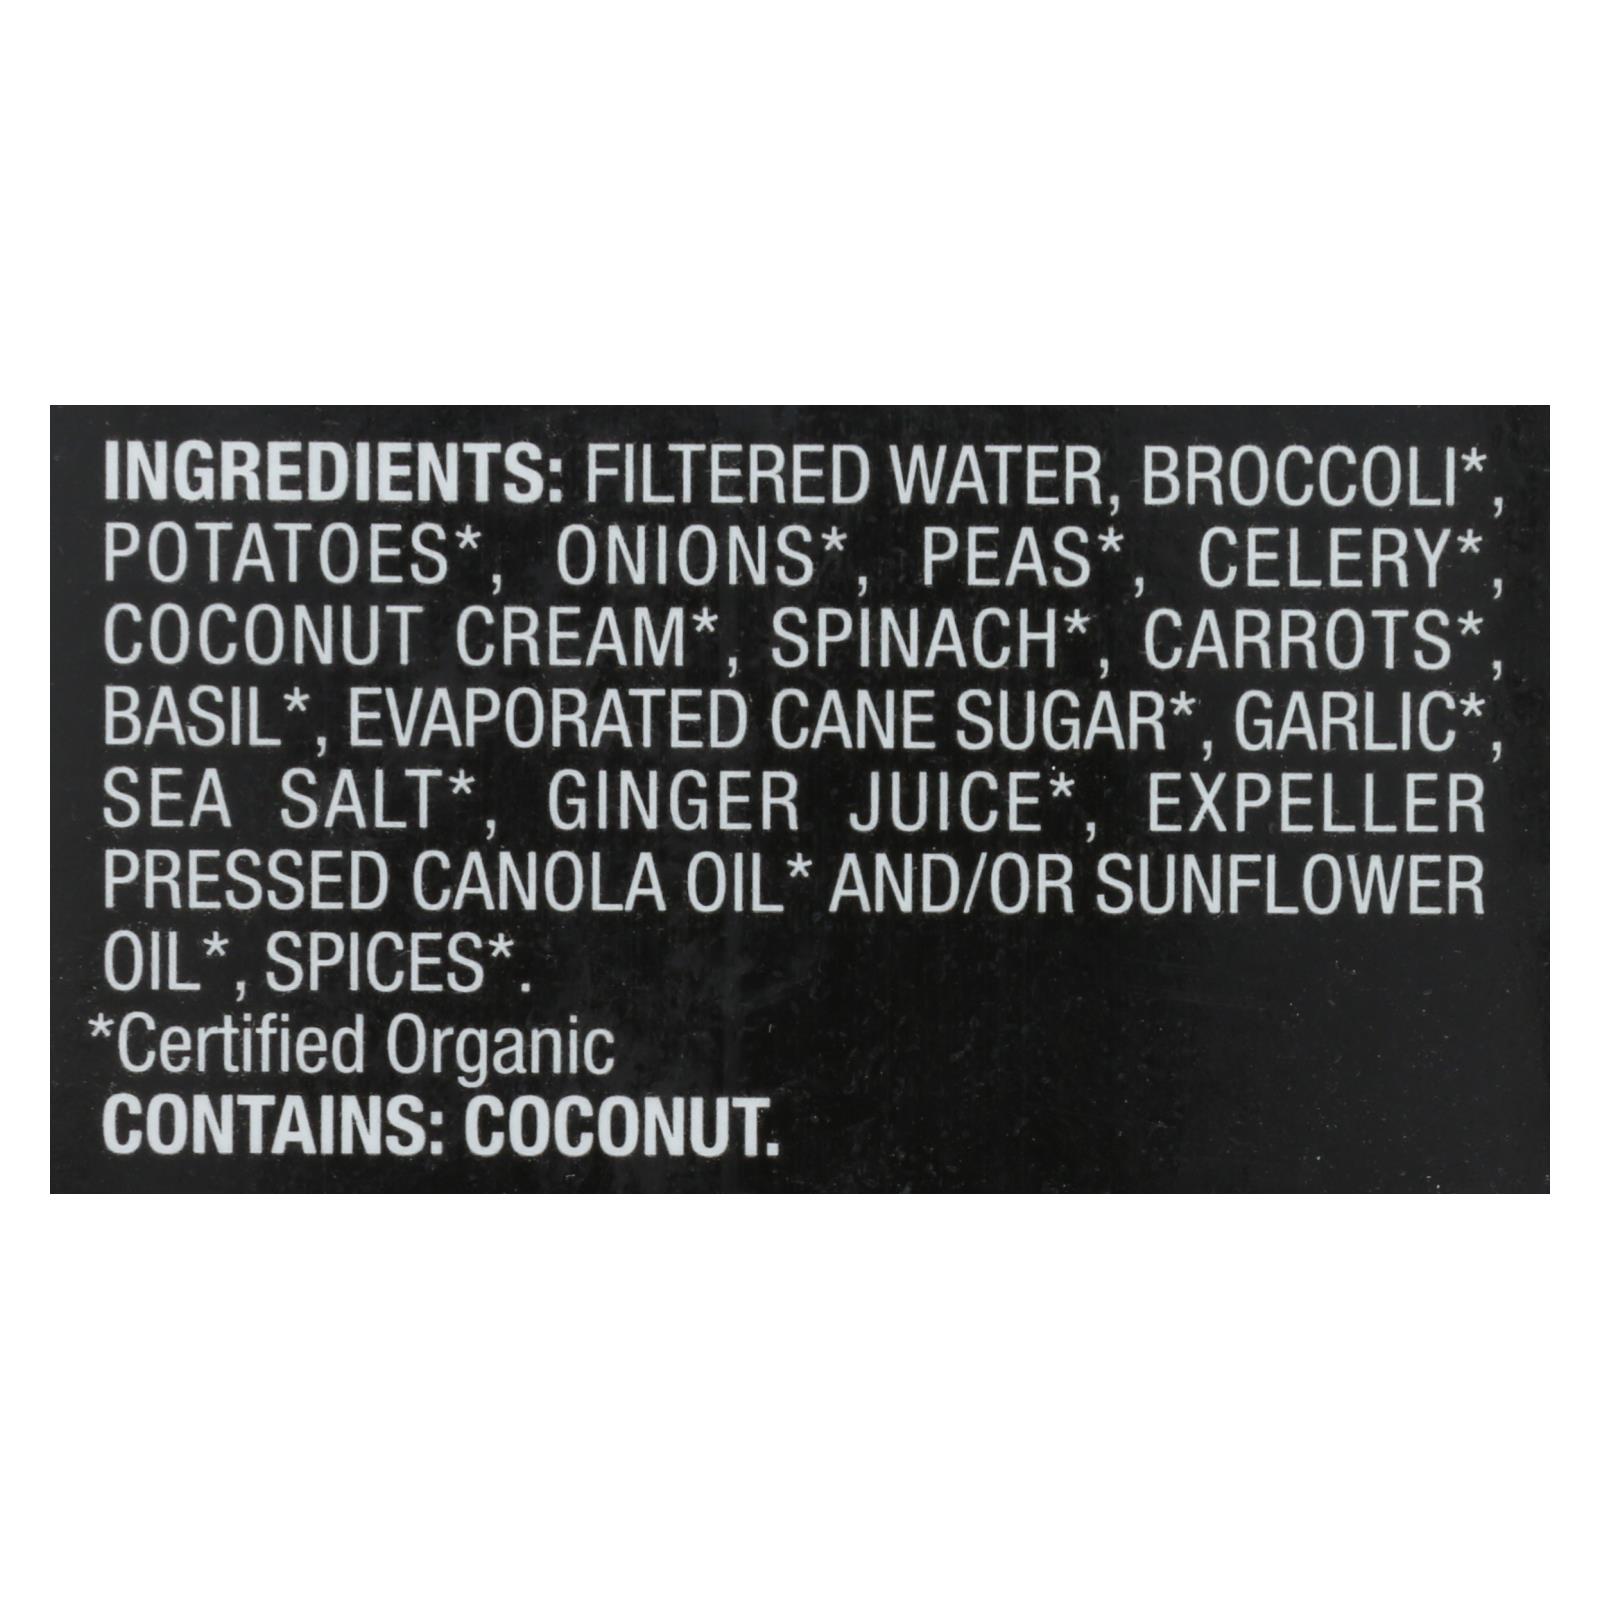 INGREDIENTS: FILTERED WATER, BROCCOLI*,
POTATOES*, ONIONS*, PEAS*, CELERY*,
COCONUT CREAM*, SPINACH*, CARROTS*,
BASIL*, EVAPORATED CANE SUGAR*, GARLIC*,
SEA SALT*, GINGER JUICE*, EXPELLER
PRESSED CANOLA OIL* AND/OR SUNFLOWER
OIL*, SPICES*.
*Certified Organic
CONTAINS: COCONUT.